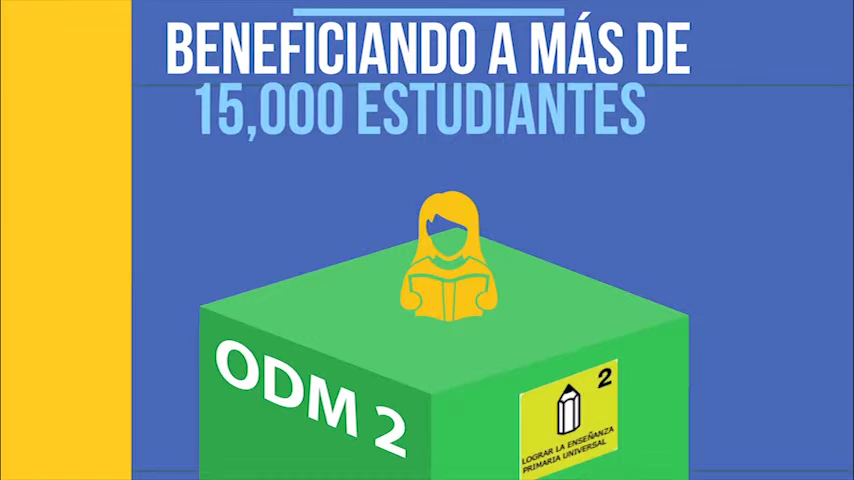 BENEFICIANDO A MÁS DE
15,000 ESTUDIANTES
ODM 2
2
LOGRAR LA ENSEÑANZA
PRIMARIA UNIVERSAL